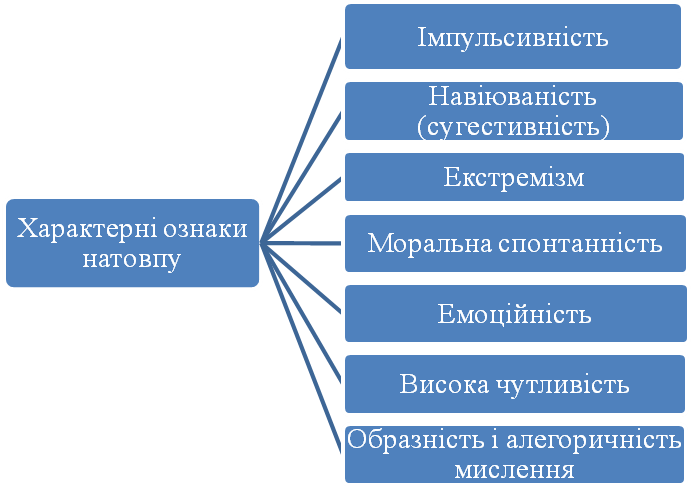 Характерні ознаки
натовпу
Імпульсивність
Навіюваність
(сугестивність)
Екстремізм
Моральна спонтанність
Емоційність
Висока чутливість
Образність і алегоричність
мислення